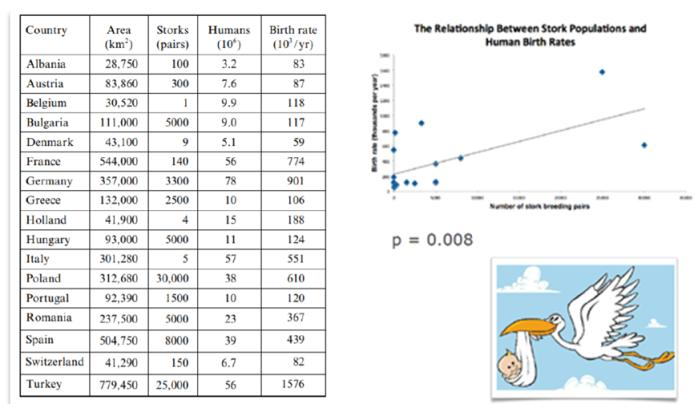 Country Area (km²) Storks (pairs) Humans (10⁶) Birth rate (10³/yr)
Albania 28,750 100 3.2 83
Austria 83,860 300 7.6 87
Belgium 30,520 1 9.9 118
Bulgaria 111,000 5000 9.0 117
Denmark 43,100 9 5.1 59
France 544,000 140 56 774
Germany 357,000 3300 78 901
Greece 132,000 2500 10 106
Holland 41,900 4 15 188
Hungary 93,000 5000 11 124
Italy 301,280 5 57 551
Poland 312,680 30,000 38 610
Portugal 92,390 1500 10 120
Romania 237,500 5000 23 367
Spain 504,750 8000 39 439
Switzerland 41,290 150 6.7 82
Turkey 779,450 25,000 56 1576
The Relationship Between Stork Populations and
Human Birth Rates
Birth rate (thousands per year)
Number of stork breeding pairs
p = 0.008